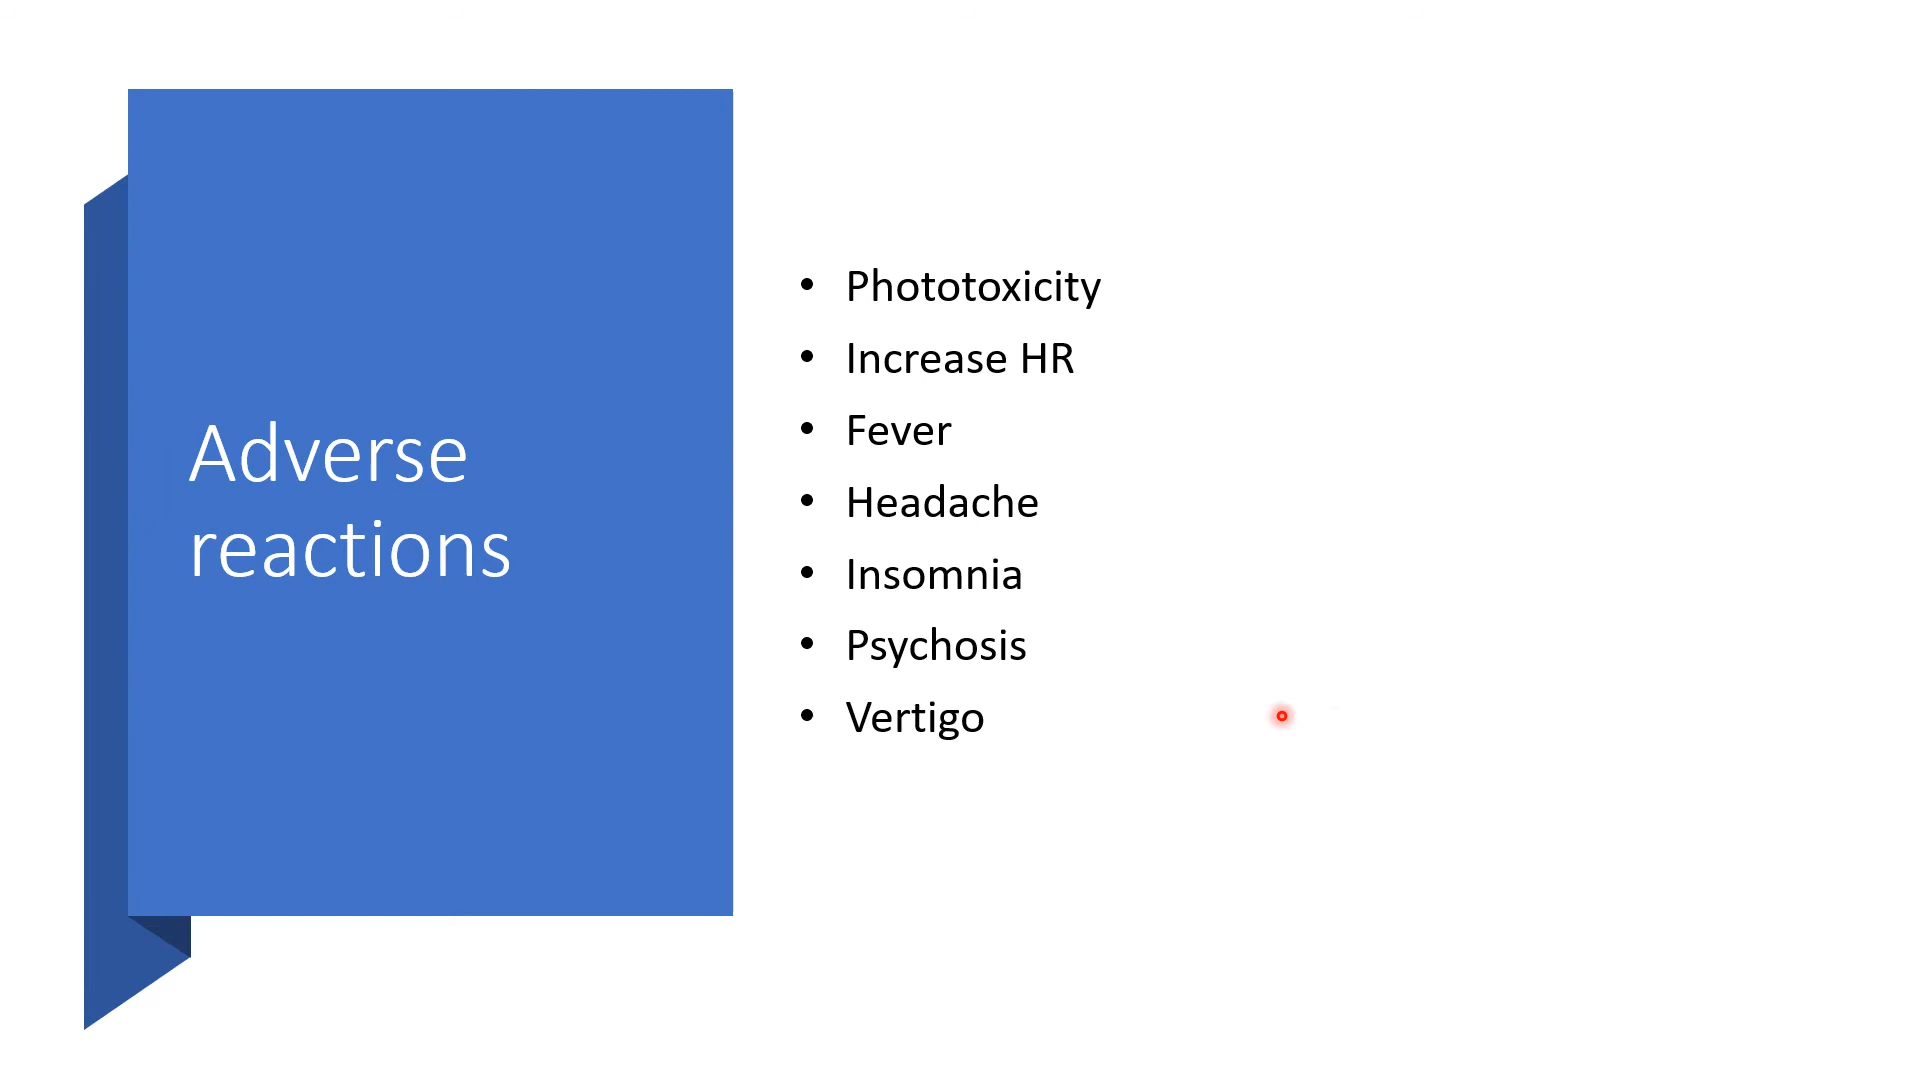 Adverse
reactions
• Phototoxicity
• Increase HR
• Fever
• Headache
• Insomnia
• Psychosis
• Vertigo